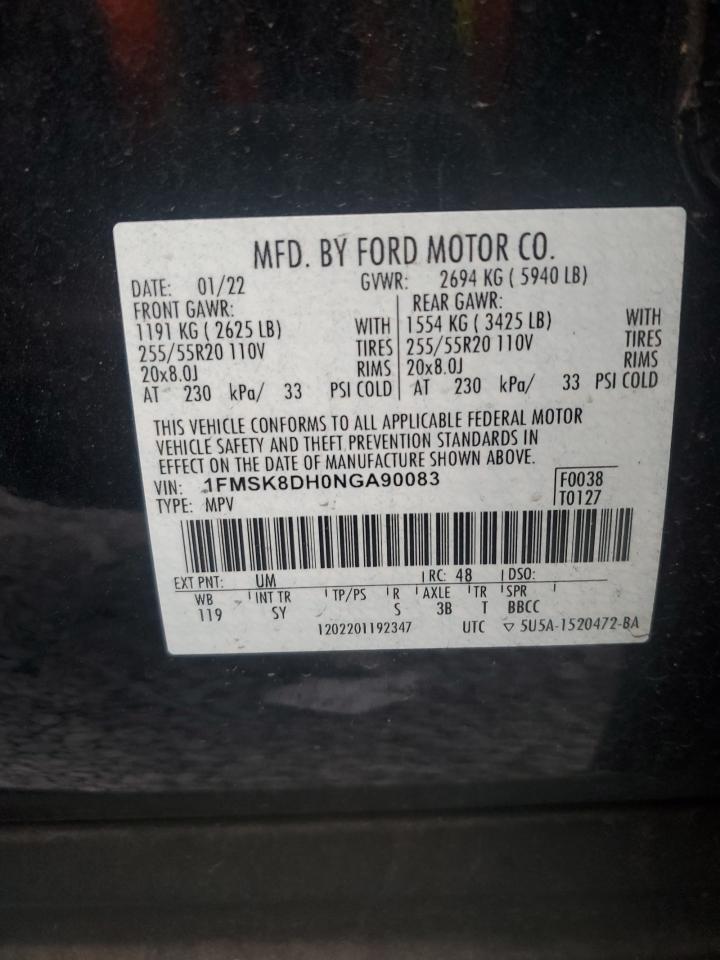 MFD. BY FORD MOTOR CO.
DATE: 01/22 GVWR: 2694 KG ( 5940 LB)
FRONT GAWR: REAR GAWR:
1191 KG ( 2625 LB) WITH 1554 KG ( 3425 LB) WITH
255/55R20 110V TIRES 255/55R20 110V TIRES
20x8.0J RIMS 20x8.0J RIMS
AT 230 kPa/ 33 PSI COLD AT 230 kPa/ 33 PSI COLD
THIS VEHICLE CONFORMS TO ALL APPLICABLE FEDERAL MOTOR
VEHICLE SAFETY AND THEFT PREVENTION STANDARDS IN
EFFECT ON THE DATE OF MANUFACTURE SHOWN ABOVE.
VIN: 1FMSK8DH0NGA90083 F0038
TYPE: MPV T0127
EXT PNT: UM RC: 48 DSO:
WB INT TR TP/PS R AXLE TR SPR
119 SY S 3B T BBCC
1202201192347 UTC ▽ 5U5A-1520472-BA